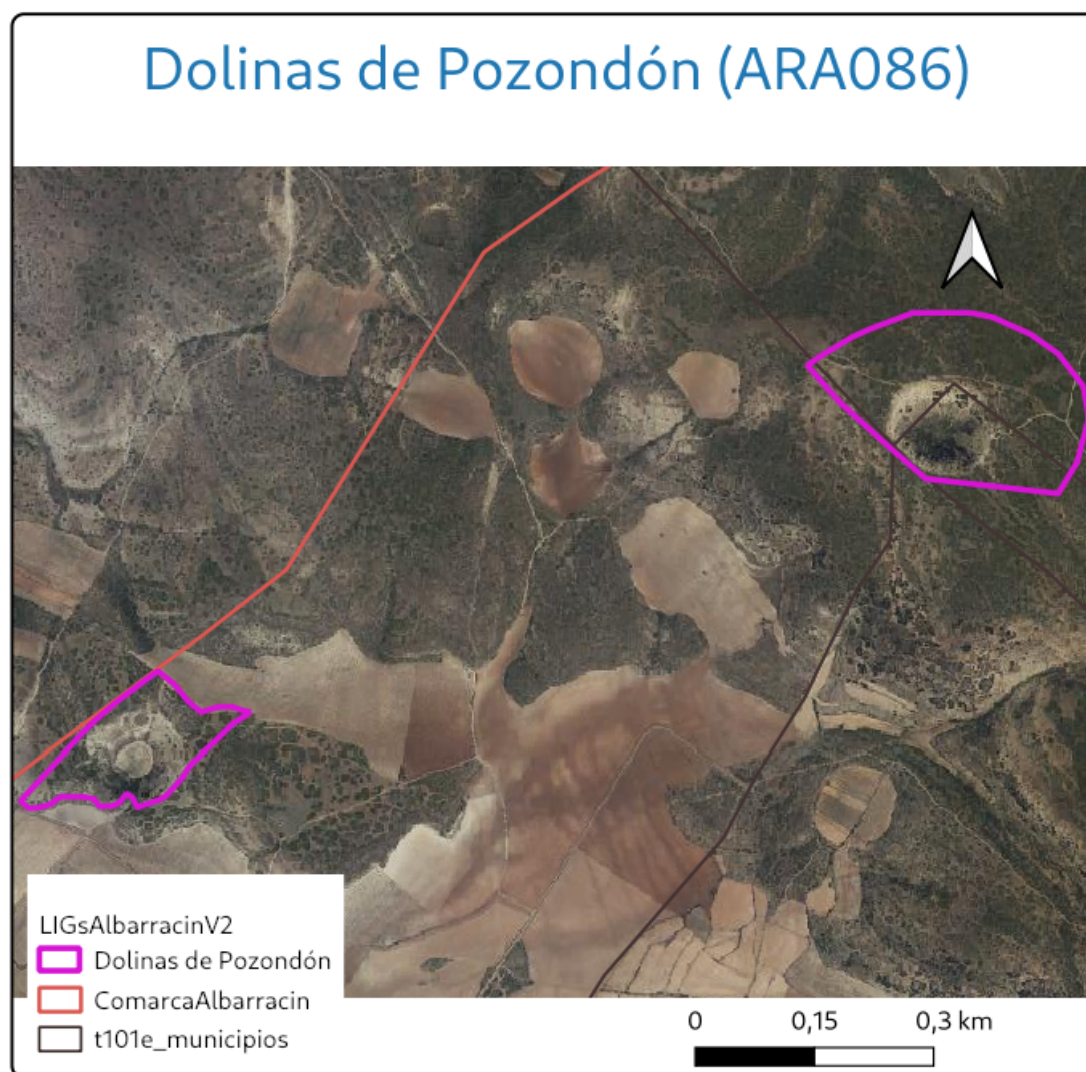 Dolinas de Pozondón (ARA086)
LIGsAlbarracinV2
Dolinas de Pozondón
ComarcaAlbarracin
t101e_municipios
0 0,15 0,3 km